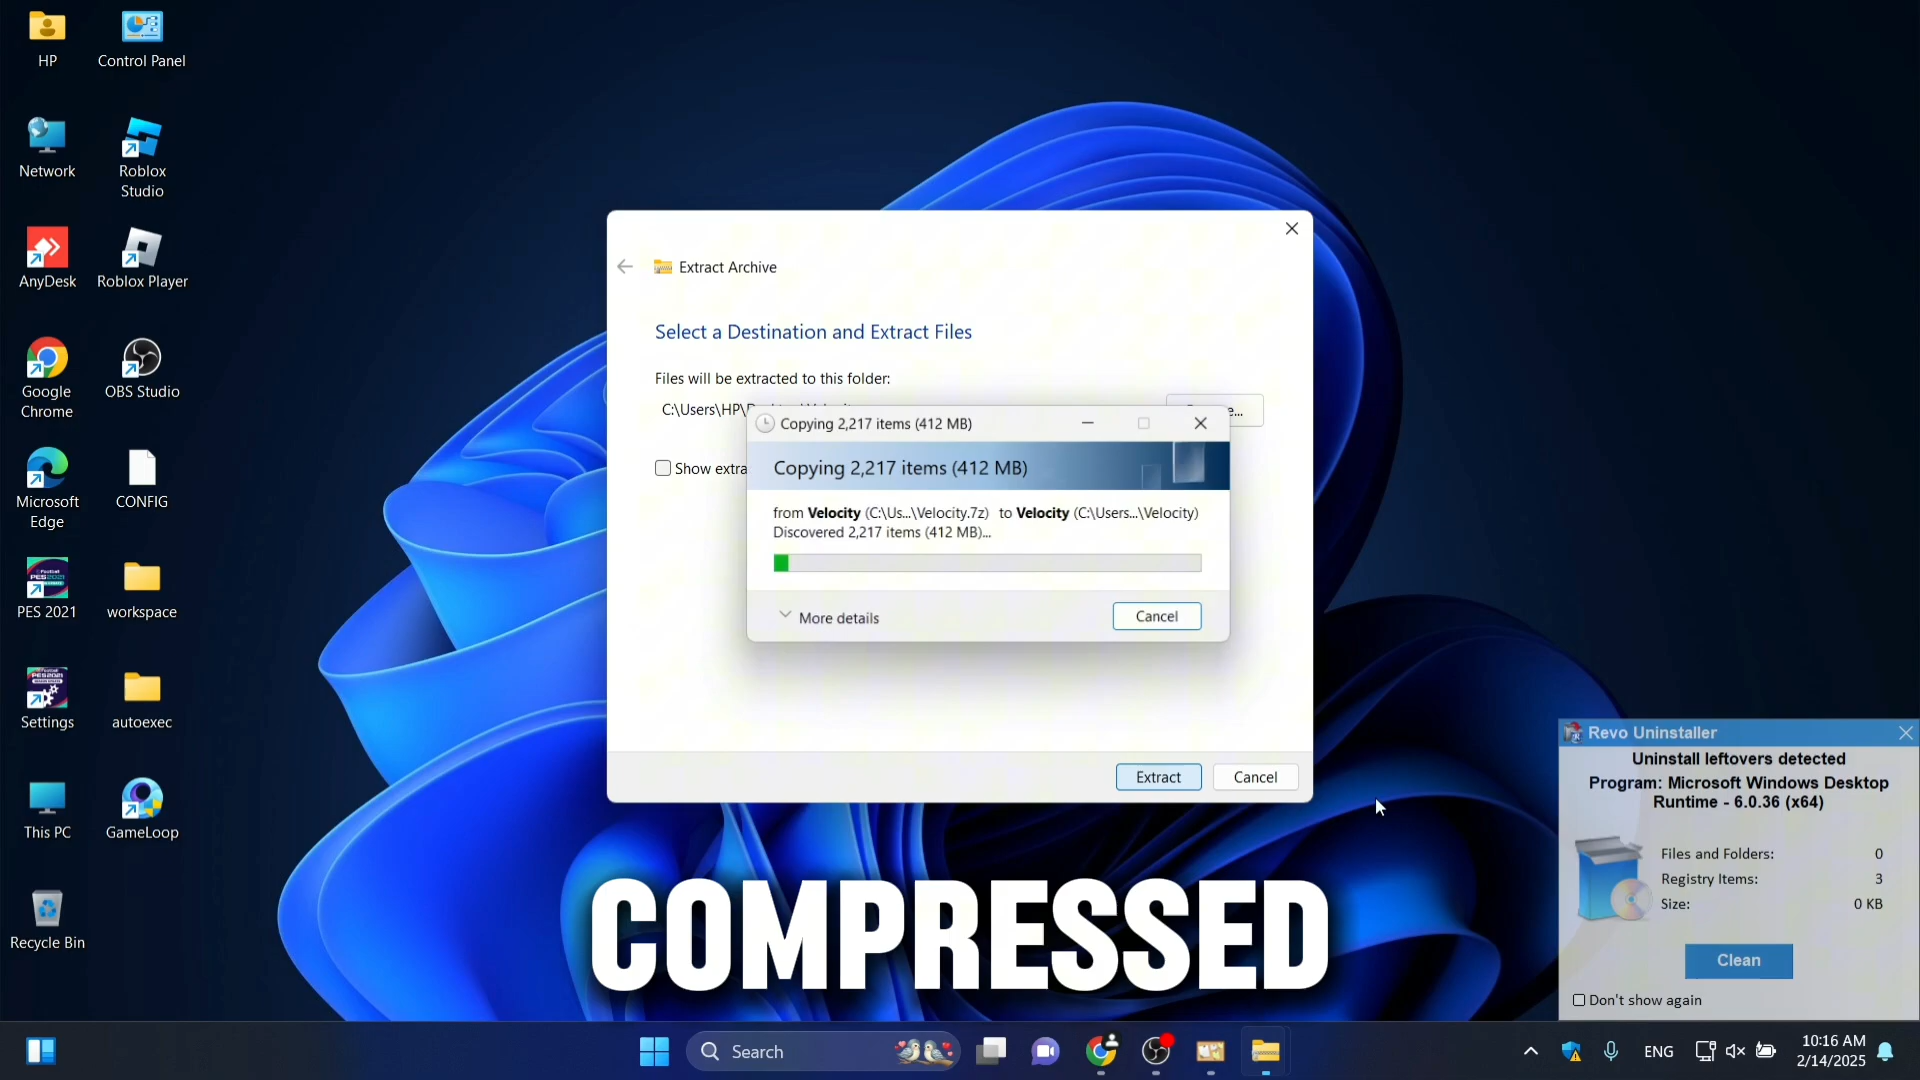 HP
Control Panel
Network
Roblox
Studio
AnyDesk
Roblox Player
Google
Chrome
OBS Studio
Microsoft
Edge
CONFIG
PES 2021
workspace
Settings
autoexec
This PC
GameLoop
Recycle Bin
Extract Archive
Select a Destination and Extract Files
Files will be extracted to this folder:
C:\Users\HP\
Show extra
Copying 2,217 items (412 MB)
Copying 2,217 items (412 MB)
from Velocity (C:\Us...\Velocity.7z) to Velocity (C:\Users...\Velocity)
Discovered 2,217 items (412 MB)...
More details
Cancel
Extract
Cancel
COMPRESSED
Revo Uninstaller
Uninstall leftovers detected
Program: Microsoft Windows Desktop
Runtime - 6.0.36 (x64)
Files and Folders: 0
Registry Items: 3
Size: 0 KB
Clean
Don't show again
Search
ENG
10:16 AM
2/14/2025